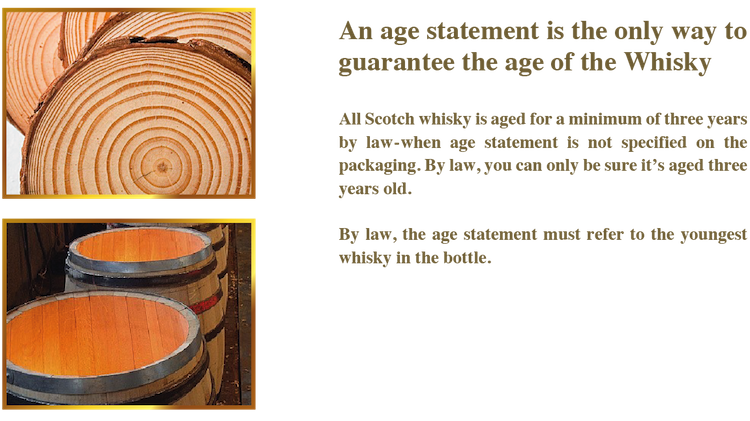 An age statement is the only way to
guarantee the age of the Whisky
All Scotch whisky is aged for a minimum of three years
by law-when age statement is not specified on the
packaging. By law, you can only be sure it’s aged three
years old.
By law, the age statement must refer to the youngest
whisky in the bottle.